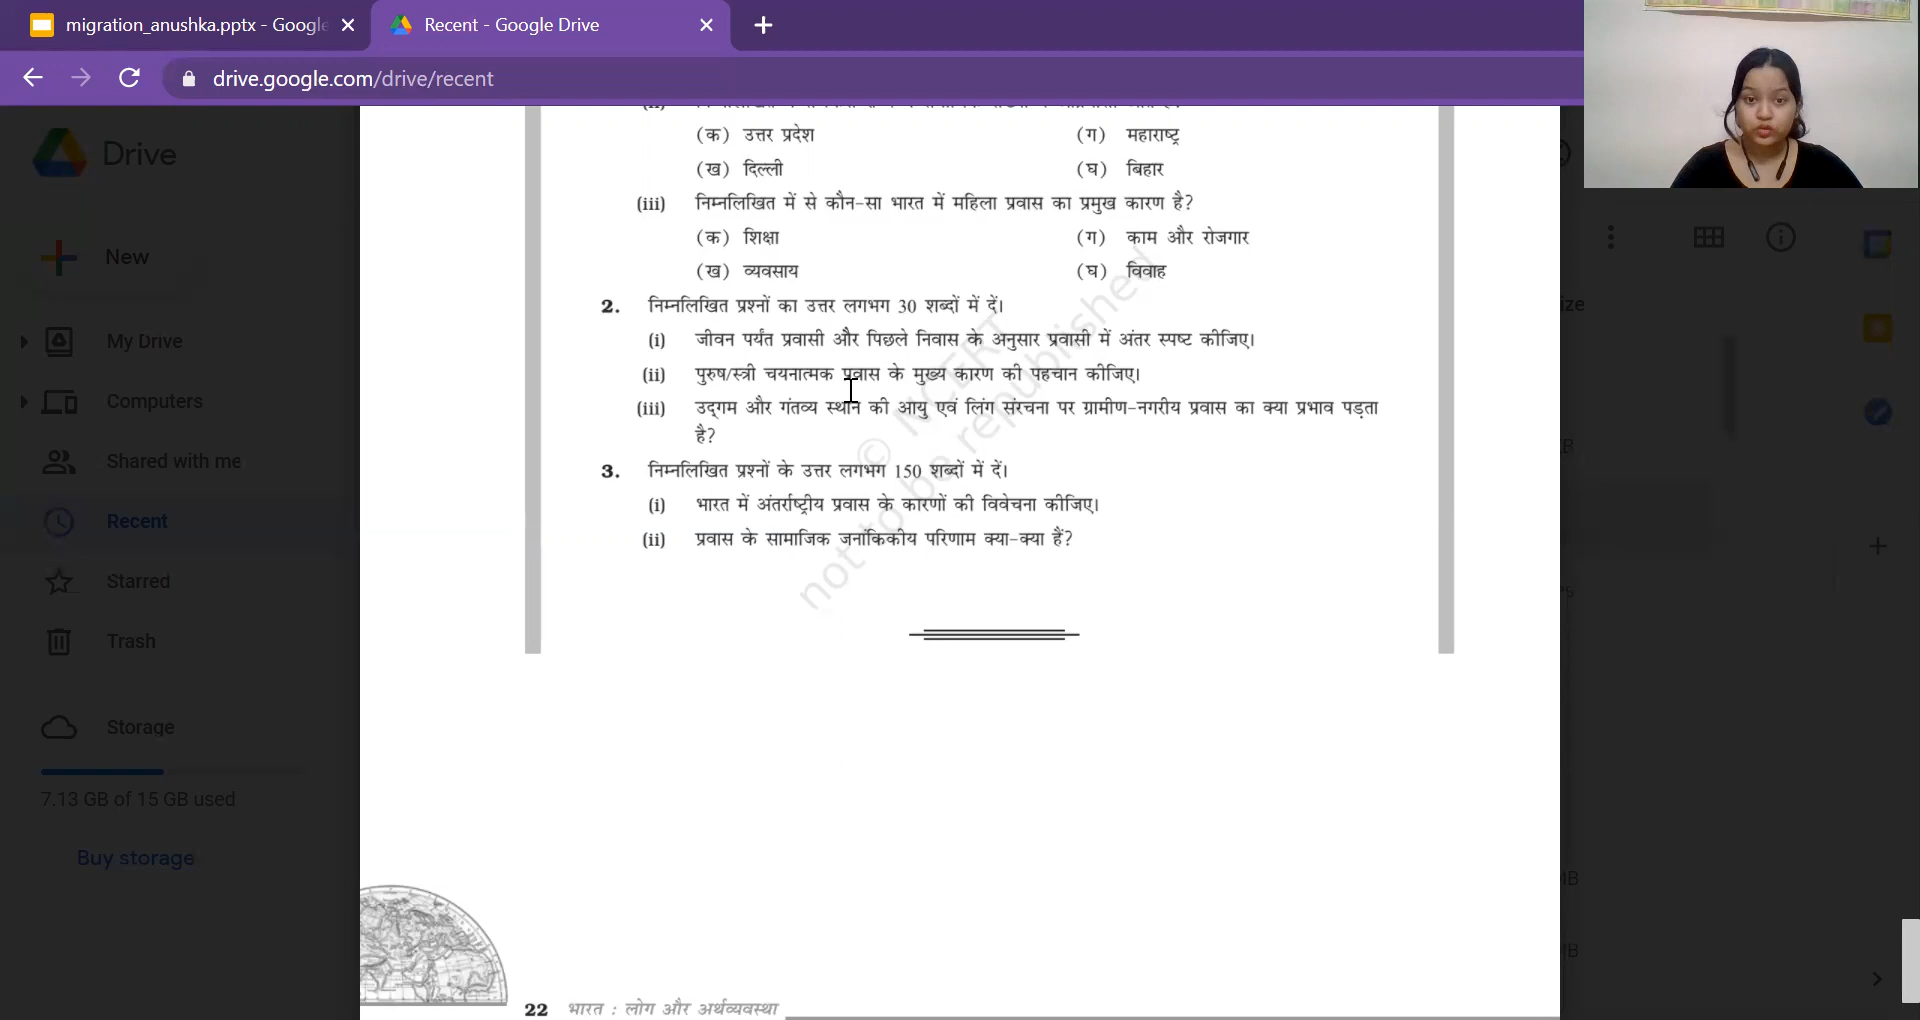 migration_anushka.pptx - Google
Recent - Google Drive
drive.google.com/drive/recent
Drive
New
My Drive
Computers
Shared with me
Recent
Starred
Trash
Storage
7.13 GB of 15 GB used
Buy storage
(क) उत्तर प्रदेश (ग) महाराष्ट्र
(ख) दिल्ली (घ) बिहार
(iii) निम्नलिखित में से कौन-सा भारत में महिला प्रवास का प्रमुख कारण है?
(क) शिक्षा (ग) काम और रोजगार
(ख) व्यवसाय (घ) विवाह
2. निम्नलिखित प्रश्नों का उत्तर लगभग 30 शब्दों में दें।
(i) जीवन पर्यंत प्रवासी और पिछले निवास के अनुसार प्रवासी में अंतर स्पष्ट कीजिए।
(ii) पुरुष/स्त्री चयनात्मक प्रवास के मुख्य कारण की पहचान कीजिए।
(iii) उद्गम और गंतव्य स्थान की आयु एवं लिंग संरचना पर ग्रामीण-नगरीय प्रवास का क्या प्रभाव पड़ता
है?
3. निम्नलिखित प्रश्नों के उत्तर लगभग 150 शब्दों में दें।
(i) भारत में अंतर्राष्ट्रीय प्रवास के कारणों की विवेचना कीजिए।
(ii) प्रवास के सामाजिक जनांकिकीय परिणाम क्या-क्या हैं?
© NCERT
not to be republished
22 भारत : लोग और अर्थव्यवस्था